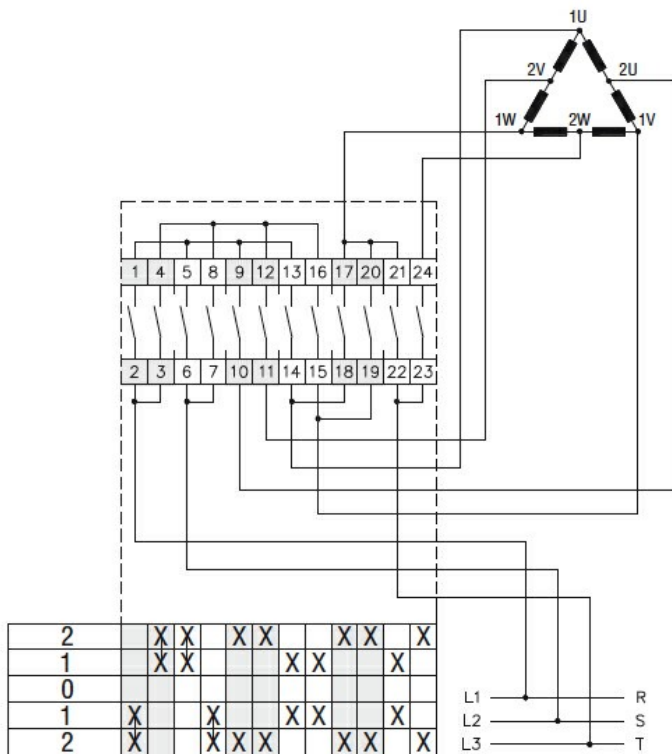 1U
2V 2U
1W 2W 1V
1 4 5 8 9 12 13 16 17 20 21 24
2 3 6 7 10 11 14 15 18 19 22 23
2 X X X X X X X
1 X X X X X
0
1 X X X X X
2 X X X X X X X X
L1 R
L2 S
L3 T